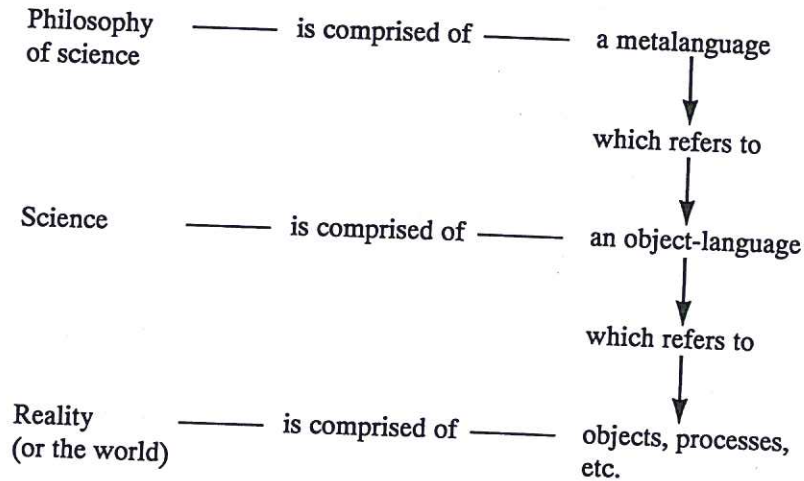 Philosophy is comprised of a metalanguage
of science
which refers to
Science is comprised of an object-language
which refers to
Reality is comprised of objects, processes,
(or the world) etc.